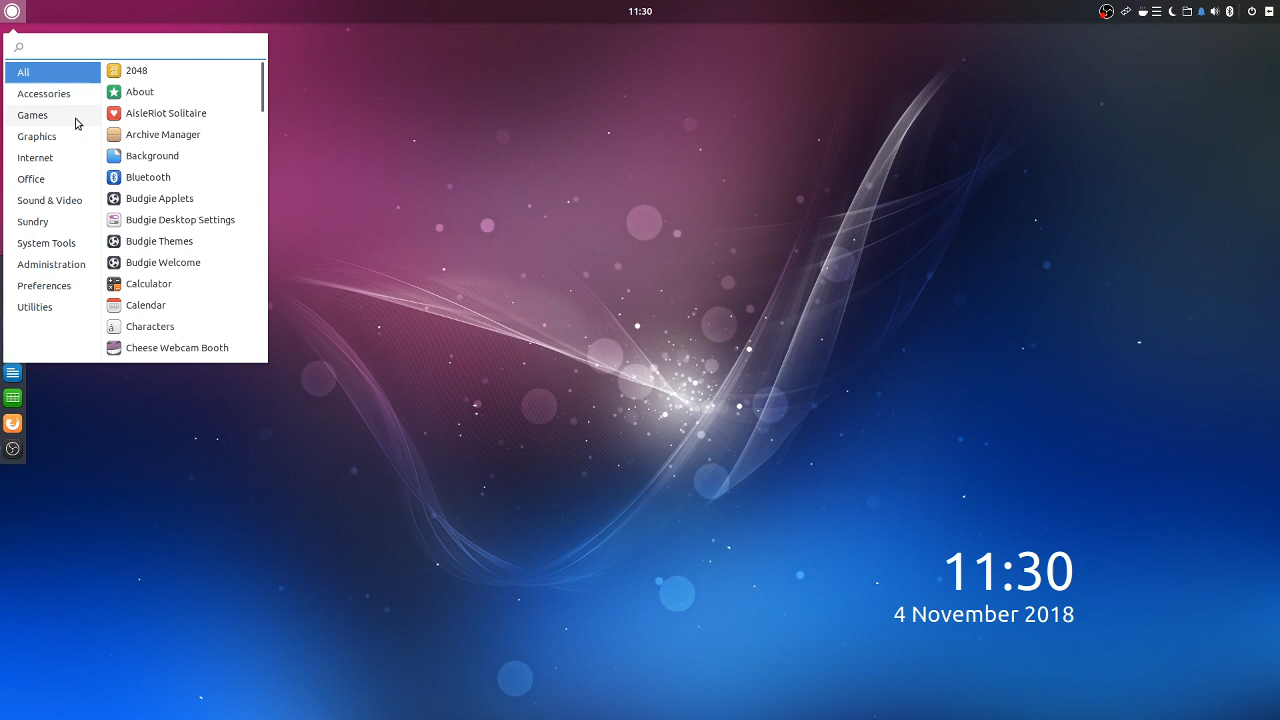 11:30
All
Accessories
Games
Graphics
Internet
Office
Sound & Video
Sundry
System Tools
Administration
Preferences
Utilities
2048
About
AisleRiot Solitaire
Archive Manager
Background
Bluetooth
Budgie Applets
Budgie Desktop Settings
Budgie Themes
Budgie Welcome
Calculator
Calendar
Characters
Cheese Webcam Booth
11:30
4 November 2018